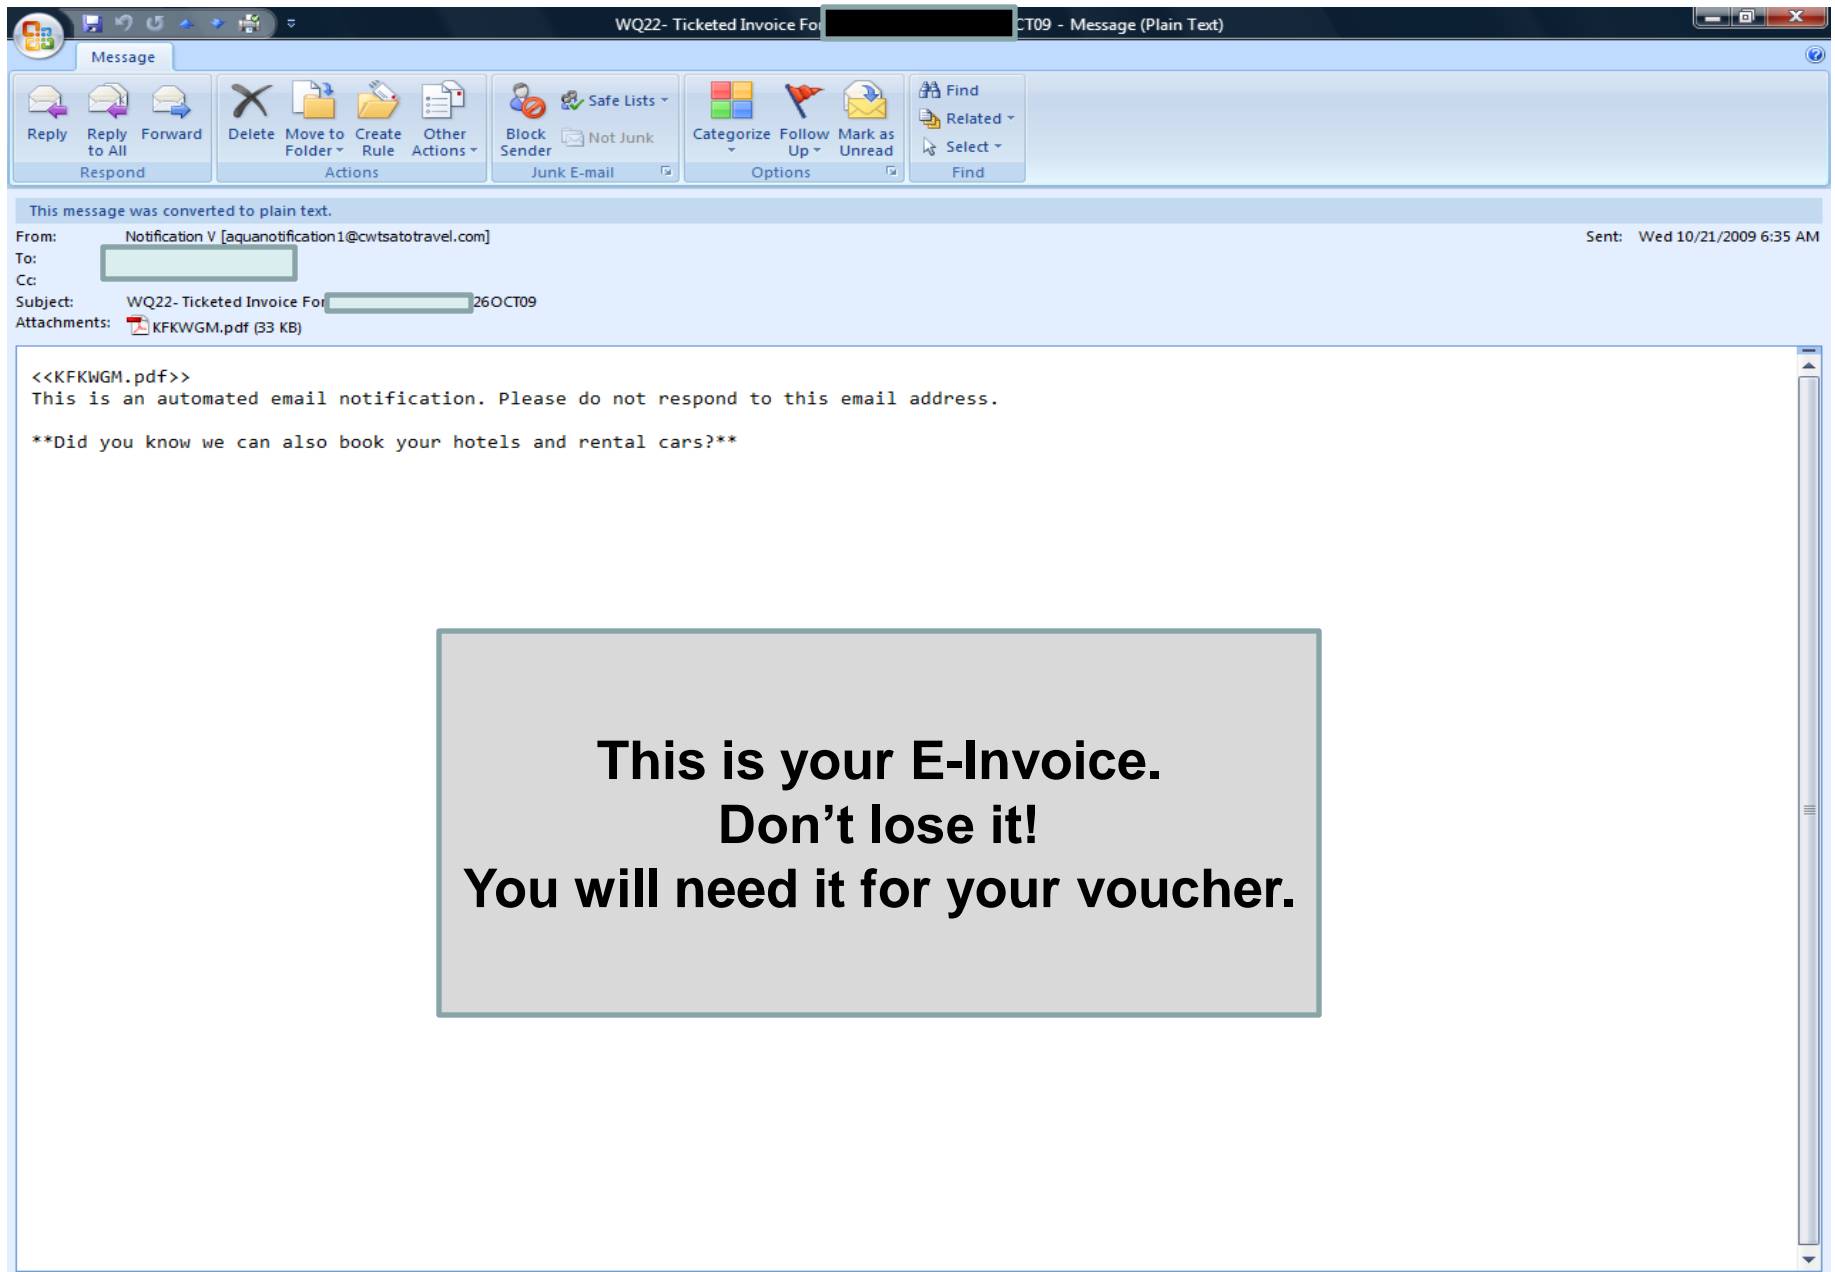 WQ22- Ticketed Invoice For CT09 - Message (Plain Text)
Message
Reply
Reply to All
Forward
Respond
Delete
Move to Folder
Create Rule
Other Actions
Actions
Block Sender
Safe Lists
Not Junk
Junk E-mail
Categorize
Follow Up
Mark as Unread
Options
Find
Related
Select
Find
This message was converted to plain text.
From: Notification V [aquanotification1@cwtsatotravel.com]
Sent: Wed 10/21/2009 6:35 AM
To:
Cc:
Subject: WQ22- Ticketed Invoice For 26OCT09
Attachments: KFKWGM.pdf (33 KB)
<<KFKWGM.pdf>>
This is an automated email notification. Please do not respond to this email address.
**Did you know we can also book your hotels and rental cars?**
This is your E-Invoice.
Don’t lose it!
You will need it for your voucher.